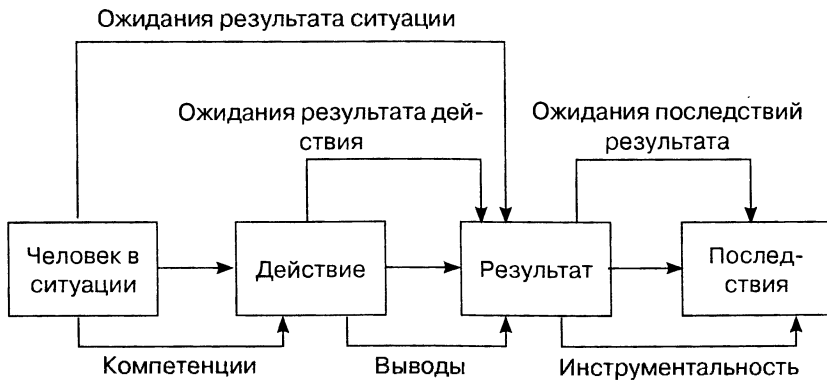 Ожидания результата ситуации
Ожидания результата дей-
ствия
Ожидания последствий
результата
Человек в
ситуации
Действие
Результат
Послед-
ствия
Компетенции
Выводы
Инструментальность